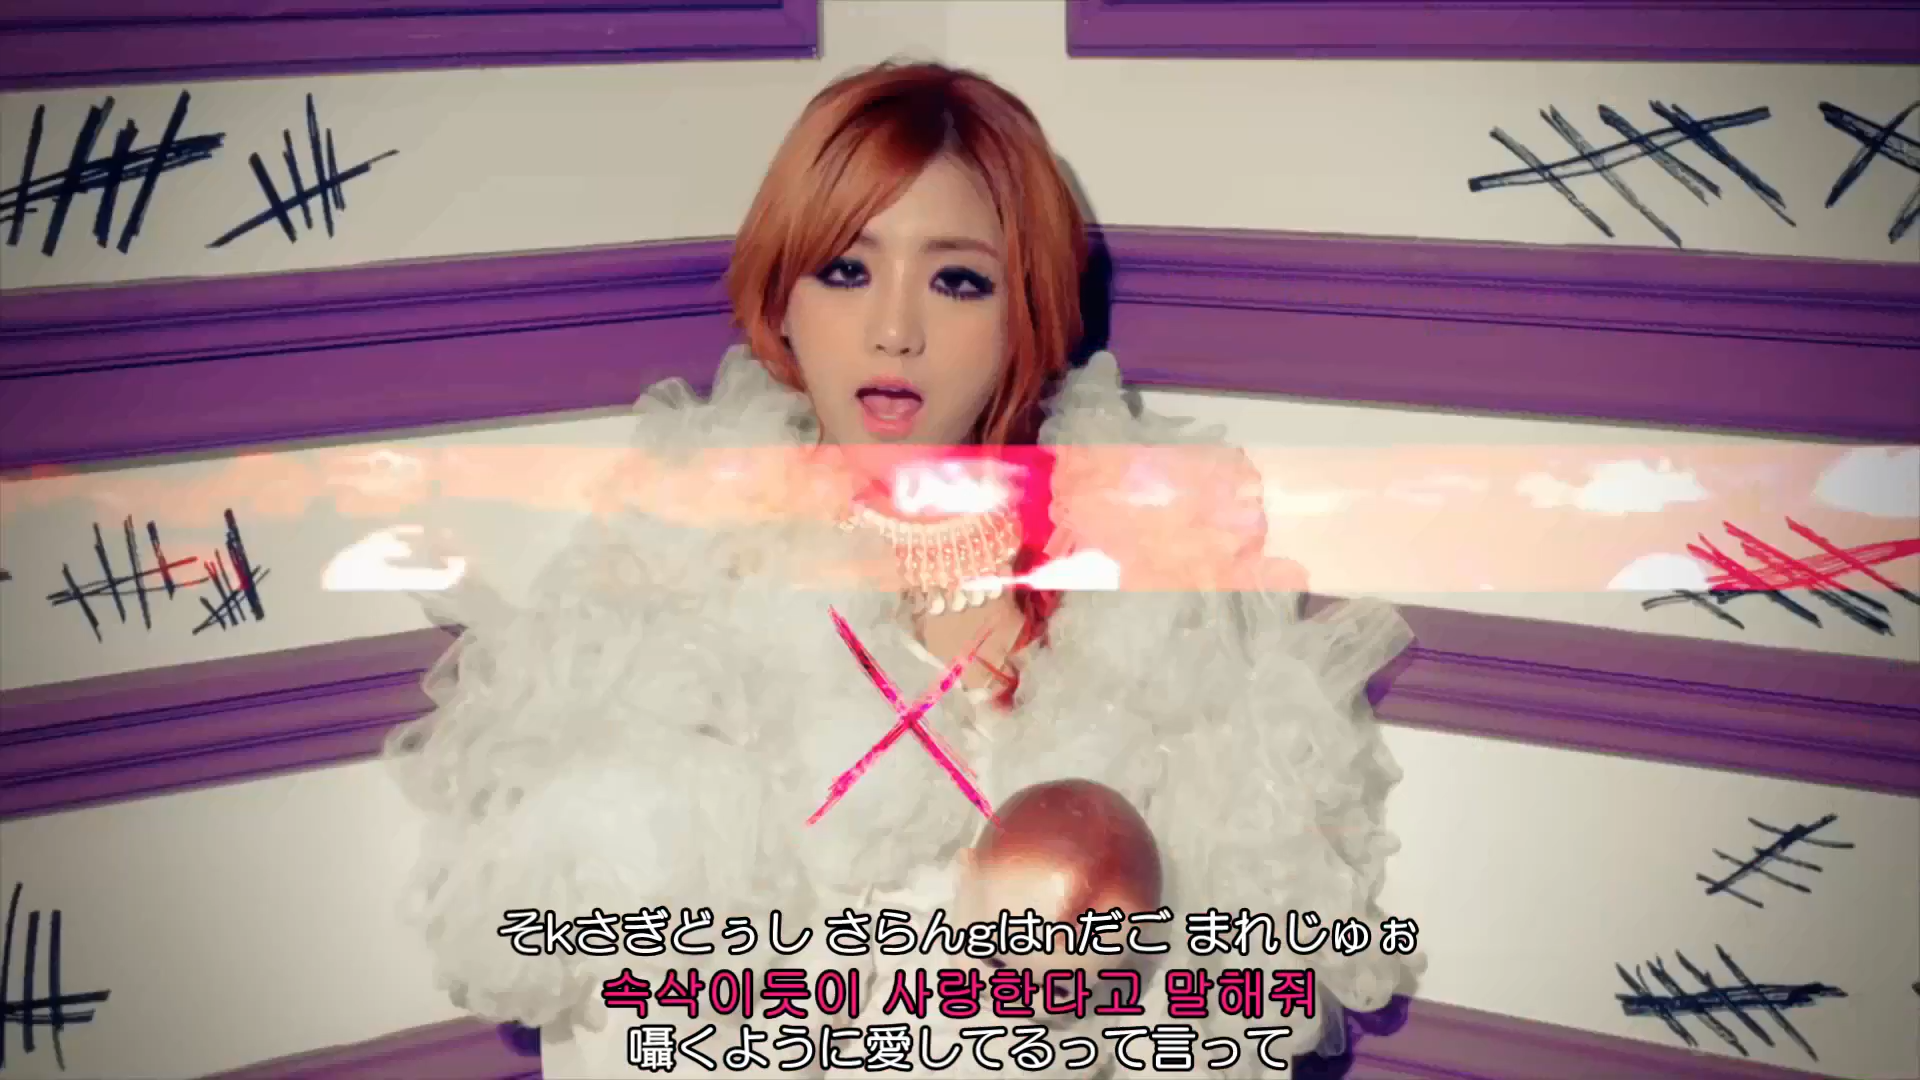 そkさぎどぅし さらんgはnだご まれじゅぉ
속삭이듯이 사랑한다고 말해줘
囁くように愛してるって言って